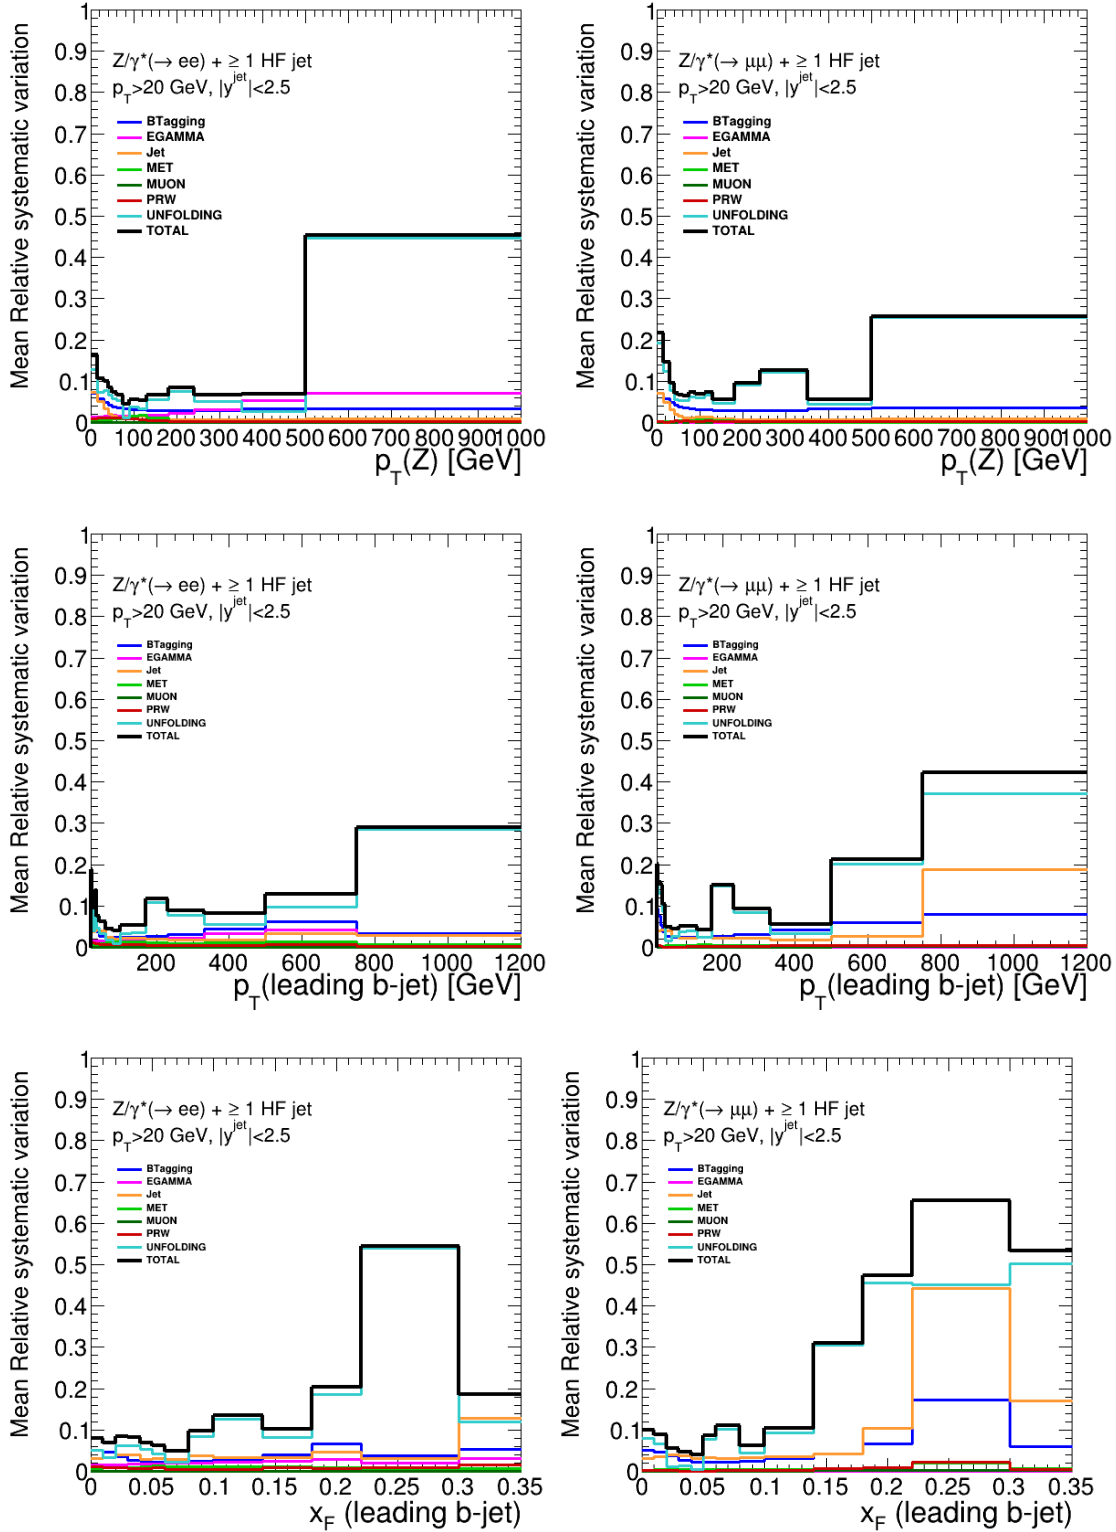 Mean Relative systematic variation
1
0.9
0.8
0.7
0.6
0.5
0.4
0.3
0.2
0.1
0
Z/γ*(→ ee) + ≥ 1 HF jet
p_T>20 GeV, |y^jet|<2.5
BTagging
EGAMMA
Jet
MET
MUON
PRW
UNFOLDING
TOTAL
0 100 200 300 400 500 600 700 800 900 1000
p_T(Z) [GeV]
Mean Relative systematic variation
1
0.9
0.8
0.7
0.6
0.5
0.4
0.3
0.2
0.1
0
Z/γ*(→ μμ) + ≥ 1 HF jet
p_T>20 GeV, |y^jet|<2.5
BTagging
EGAMMA
Jet
MET
MUON
PRW
UNFOLDING
TOTAL
0 100 200 300 400 500 600 700 800 900 1000
p_T(Z) [GeV]
Mean Relative systematic variation
1
0.9
0.8
0.7
0.6
0.5
0.4
0.3
0.2
0.1
0
Z/γ*(→ ee) + ≥ 1 HF jet
p_T>20 GeV, |y^jet|<2.5
BTagging
EGAMMA
Jet
MET
MUON
PRW
UNFOLDING
TOTAL
200 400 600 800 1000 1200
p_T(leading b-jet) [GeV]
Mean Relative systematic variation
1
0.9
0.8
0.7
0.6
0.5
0.4
0.3
0.2
0.1
0
Z/γ*(→ μμ) + ≥ 1 HF jet
p_T>20 GeV, |y^jet|<2.5
BTagging
EGAMMA
Jet
MET
MUON
PRW
UNFOLDING
TOTAL
200 400 600 800 1000 1200
p_T(leading b-jet) [GeV]
Mean Relative systematic variation
1
0.9
0.8
0.7
0.6
0.5
0.4
0.3
0.2
0.1
0
Z/γ*(→ ee) + ≥ 1 HF jet
p_T>20 GeV, |y^jet|<2.5
BTagging
EGAMMA
Jet
MET
MUON
PRW
UNFOLDING
TOTAL
0 0.05 0.1 0.15 0.2 0.25 0.3 0.35
x_F (leading b-jet)
Mean Relative systematic variation
1
0.9
0.8
0.7
0.6
0.5
0.4
0.3
0.2
0.1
0
Z/γ*(→ μμ) + ≥ 1 HF jet
p_T>20 GeV, |y^jet|<2.5
BTagging
EGAMMA
Jet
MET
MUON
PRW
UNFOLDING
TOTAL
0 0.05 0.1 0.15 0.2 0.25 0.3 0.35
x_F (leading b-jet)